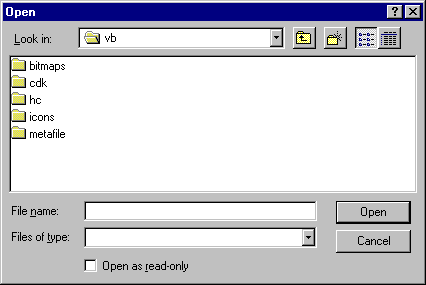 Open
Look in: vb
bitmaps
cdk
hc
icons
metafile
File name: Open
Files of type: Cancel
Open as read-only